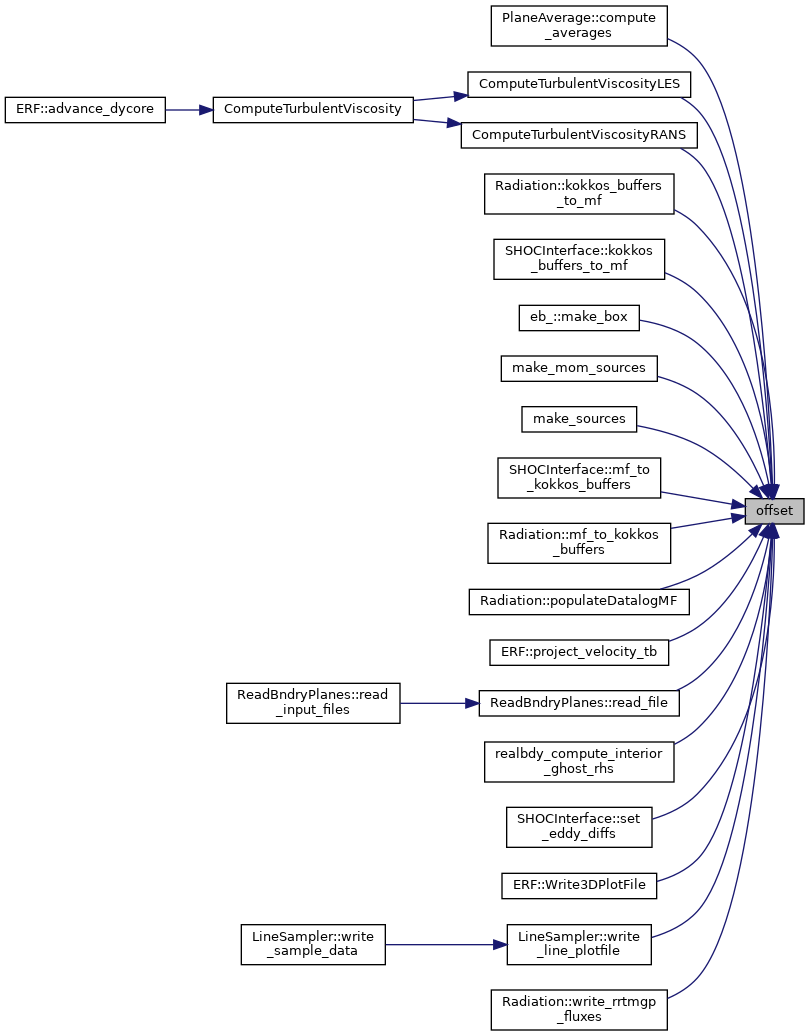 PlaneAverage::compute
_averages
ComputeTurbulentViscosityLES
ERF::advance_dycore
ComputeTurbulentViscosity
ComputeTurbulentViscosityRANS
Radiation::kokkos_buffers
_to_mf
SHOCInterface::kokkos
_buffers_to_mf
eb_::make_box
make_mom_sources
make_sources
SHOCInterface::mf_to
_kokkos_buffers
offset
Radiation::mf_to_kokkos
_buffers
Radiation::populateDatalogMF
ERF::project_velocity_tb
ReadBndryPlanes::read
_input_files
ReadBndryPlanes::read_file
realbdy_compute_interior
_ghost_rhs
SHOCInterface::set
_eddy_diffs
ERF::Write3DPlotFile
LineSampler::write
_sample_data
LineSampler::write
_line_plotfile
Radiation::write_rrtmgp
_fluxes